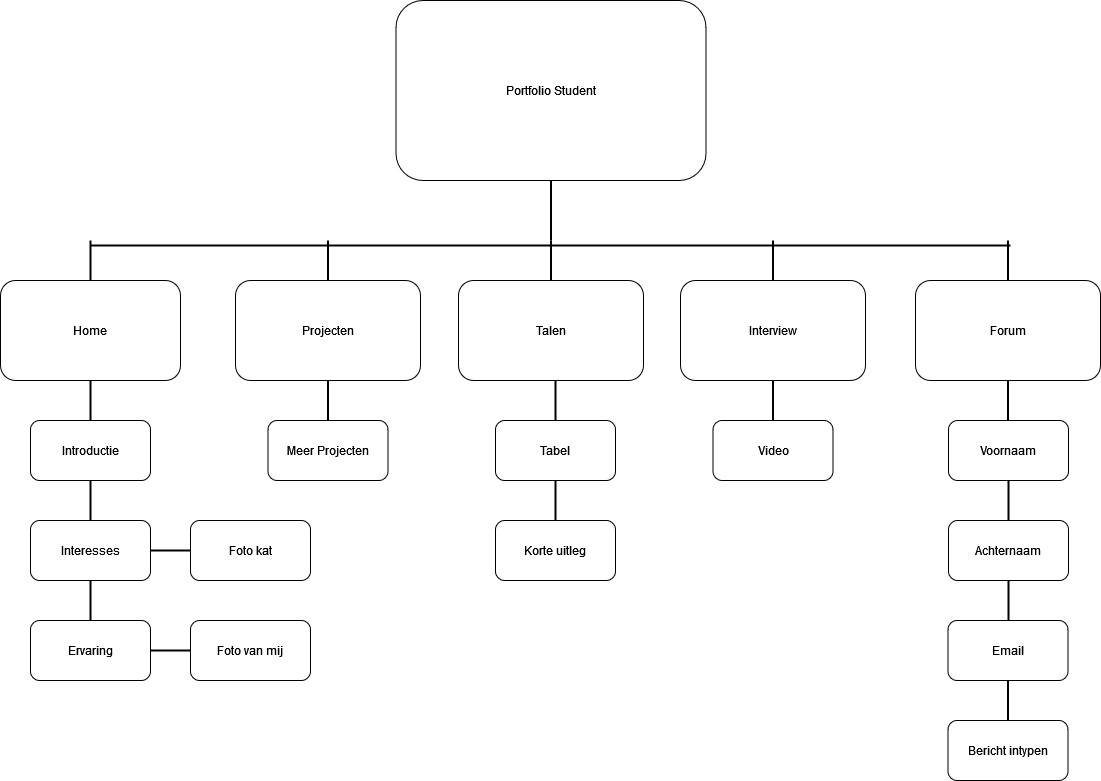 Portfolio Student
Home
Projecten
Talen
Interview
Forum
Introductie
Meer Projecten
Tabel
Video
Voornaam
Interesses
Foto kat
Korte uitleg
Achternaam
Ervaring
Foto van mij
Email
Bericht intypen